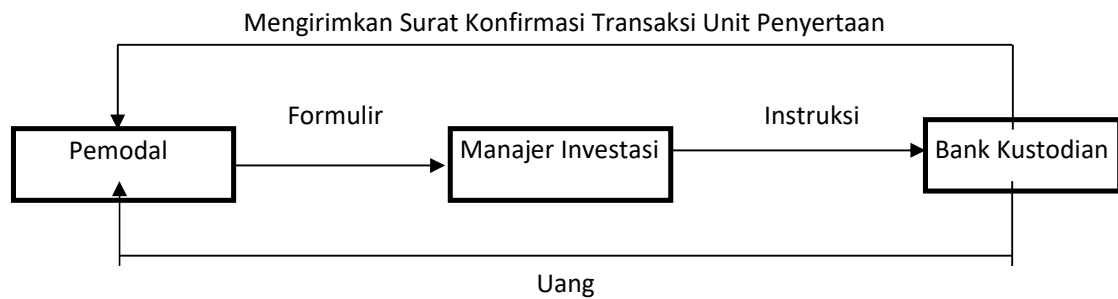 Mengirimkan Surat Konfirmasi Transaksi Unit Penyertaan
Formulir
Instruksi
Pemodal
Manajer Investasi
Bank Kustodian
Uang